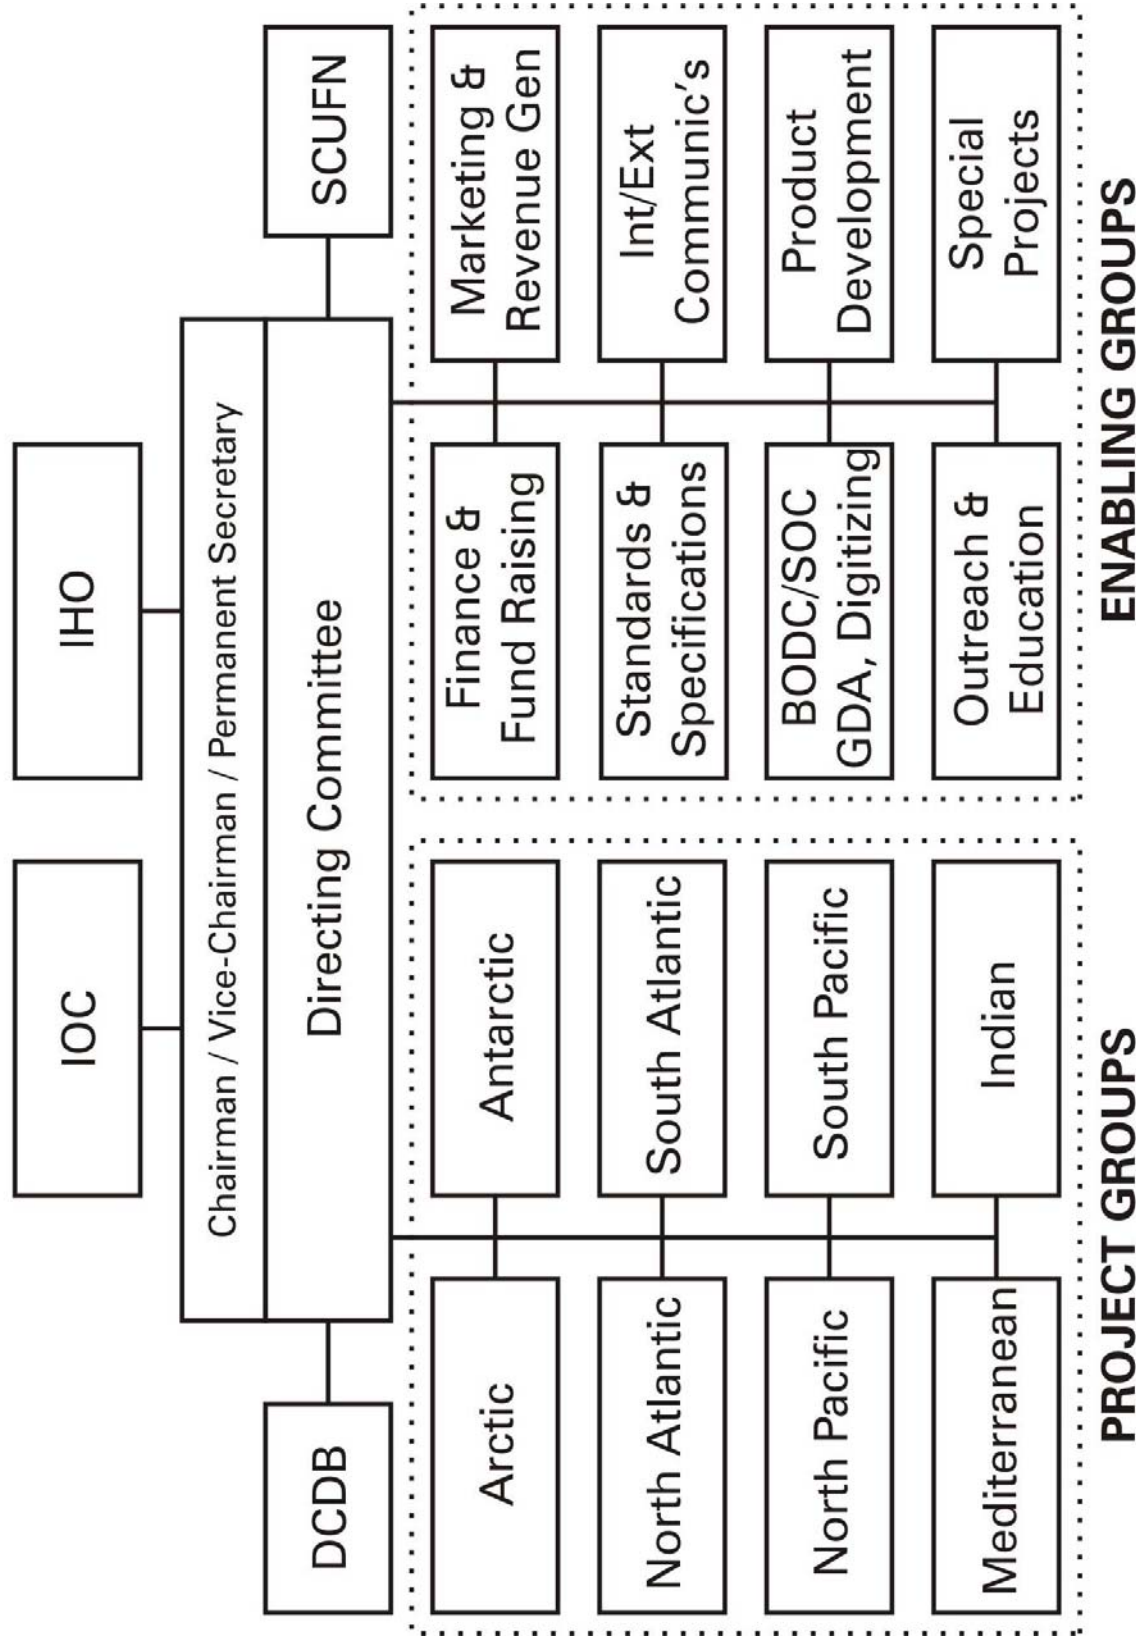 IOC
IHO
Chairman / Vice-Chairman / Permanent Secretary
DCDB
Directing Committee
SCUFN
Arctic
Antarctic
Finance &
Fund Raising
Marketing &
Revenue Gen
North Atlantic
South Atlantic
Standards &
Specifications
Int/Ext
Communic's
North Pacific
South Pacific
BODC/SOC
GDA, Digitizing
Product
Development
Mediterranean
Indian
Outreach &
Education
Special
Projects
PROJECT GROUPS
ENABLING GROUPS